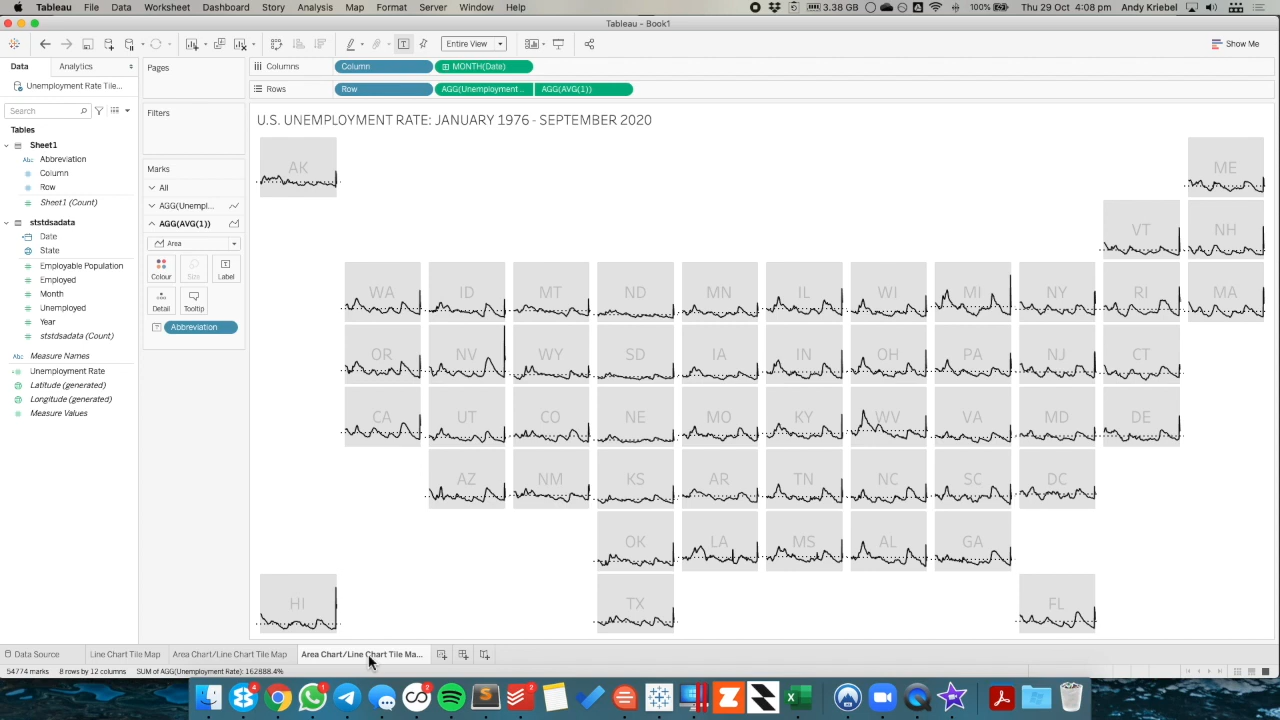 Tableau File Data Worksheet Dashboard Story Analysis Map Format Server Window Help 3.38 GB 100% Thu 29 Oct 4:08 pm Andy Kriebel
Tableau - Book1
Entire View Show Me
Data Analytics Pages Columns Column MONTH(Date)
Unemployment Rate Tile... Rows Row AGG(Unemployment .. AGG(AVG(1))
Search Filters
U.S. UNEMPLOYMENT RATE: JANUARY 1976 - SEPTEMBER 2020
Tables
Sheet1
Abc Abbreviation
Column
Row
Sheet1 (Count)
ststdsadata
Date
State
Employable Population
Employed
Month
Unemployed
Year
ststdsadata (Count)
Abc Measure Names
Unemployment Rate
Latitude (generated)
Longitude (generated)
Measure Values
Marks
All
AGG(Unempl...
AGG(AVG(1))
Area
Colour Size Label
Detail Tooltip
Abbreviation
AK ME
VT NH
WA ID MT ND MN IL WI MI NY RI MA
OR NV WY SD IA IN OH PA NJ CT
CA UT CO NE MO KY WV VA MD DE
AZ NM KS AR TN NC SC DC
OK LA MS AL GA
HI TX FL
Data Source Line Chart Tile Map Area Chart/Line Chart Tile Map Area Chart/Line Chart Tile Ma...
54774 marks 8 rows by 12 columns SUM of AGG(Unemployment Rate): 162888.4%